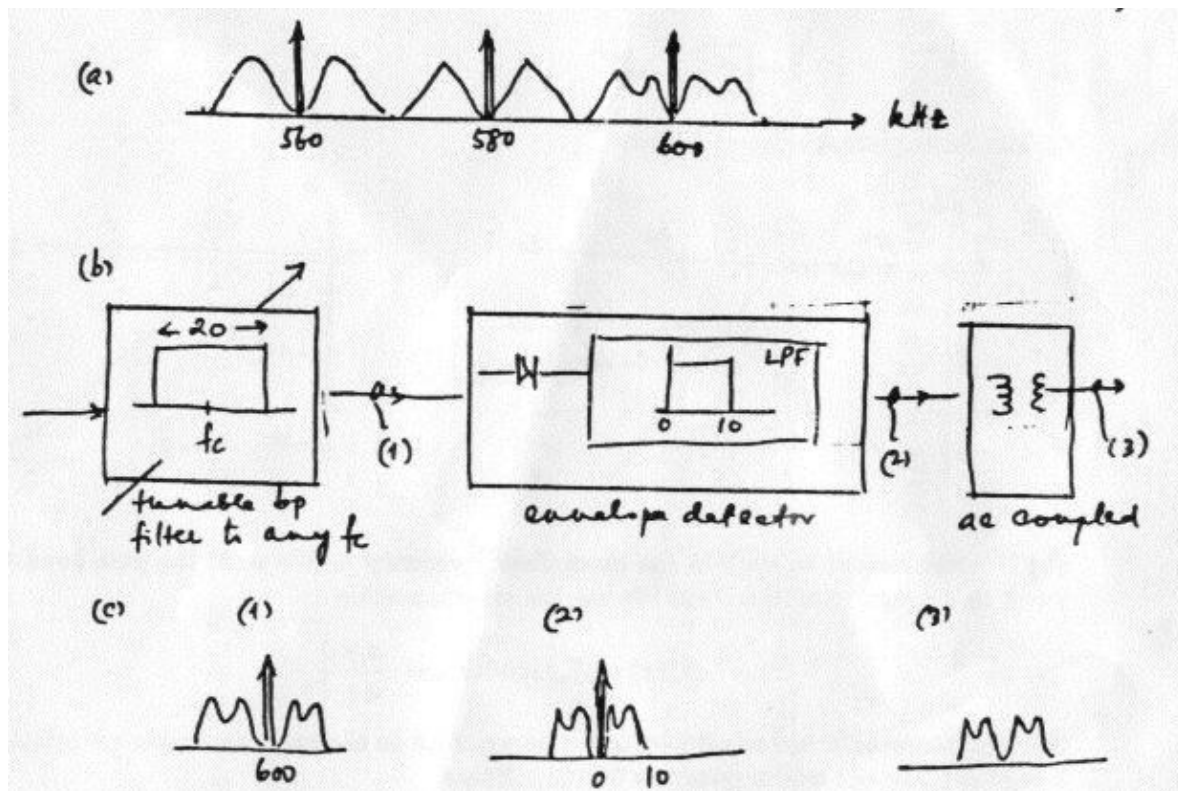 (a)
560 580 600 kHz
(b)
← 20 →
fc
(1)
LPF
0 10
(2)
(3)
tunable bp
filter to any fc
envelope detector
ac coupled
(c) (1) (2) (3)
600 0 10